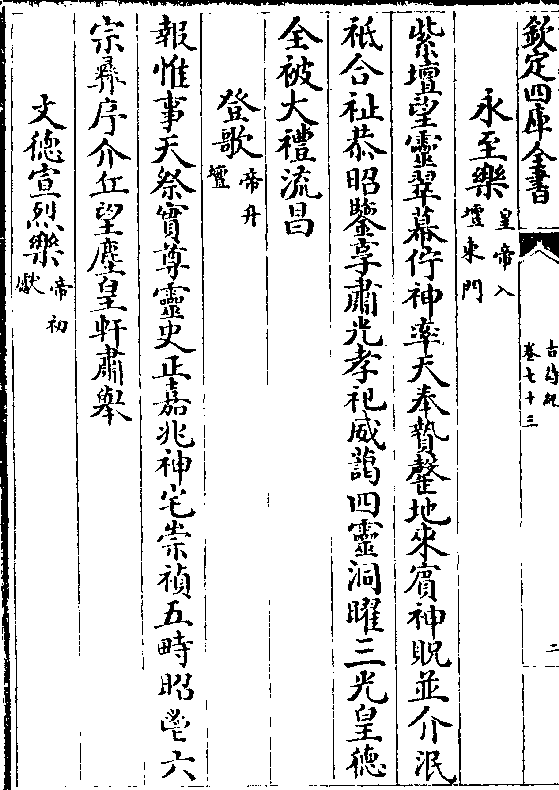 欽定四庫全書
古詩紀
卷七十三
二
永至樂皇帝入壇東門
紫壇望靈翠幕佇神率天奉贄罄地來賓神貺並介泯
祗合祉恭昭鑒享肅光孝祀威藹四靈洞曜三光皇德
全被大禮流昌
登歌帝升壇
報惟事天祭實尊靈史正嘉兆神宅崇禎五畤昭鬯六
宗彞序介丘望塵皇軒肅舉
文德宣烈樂帝初獻